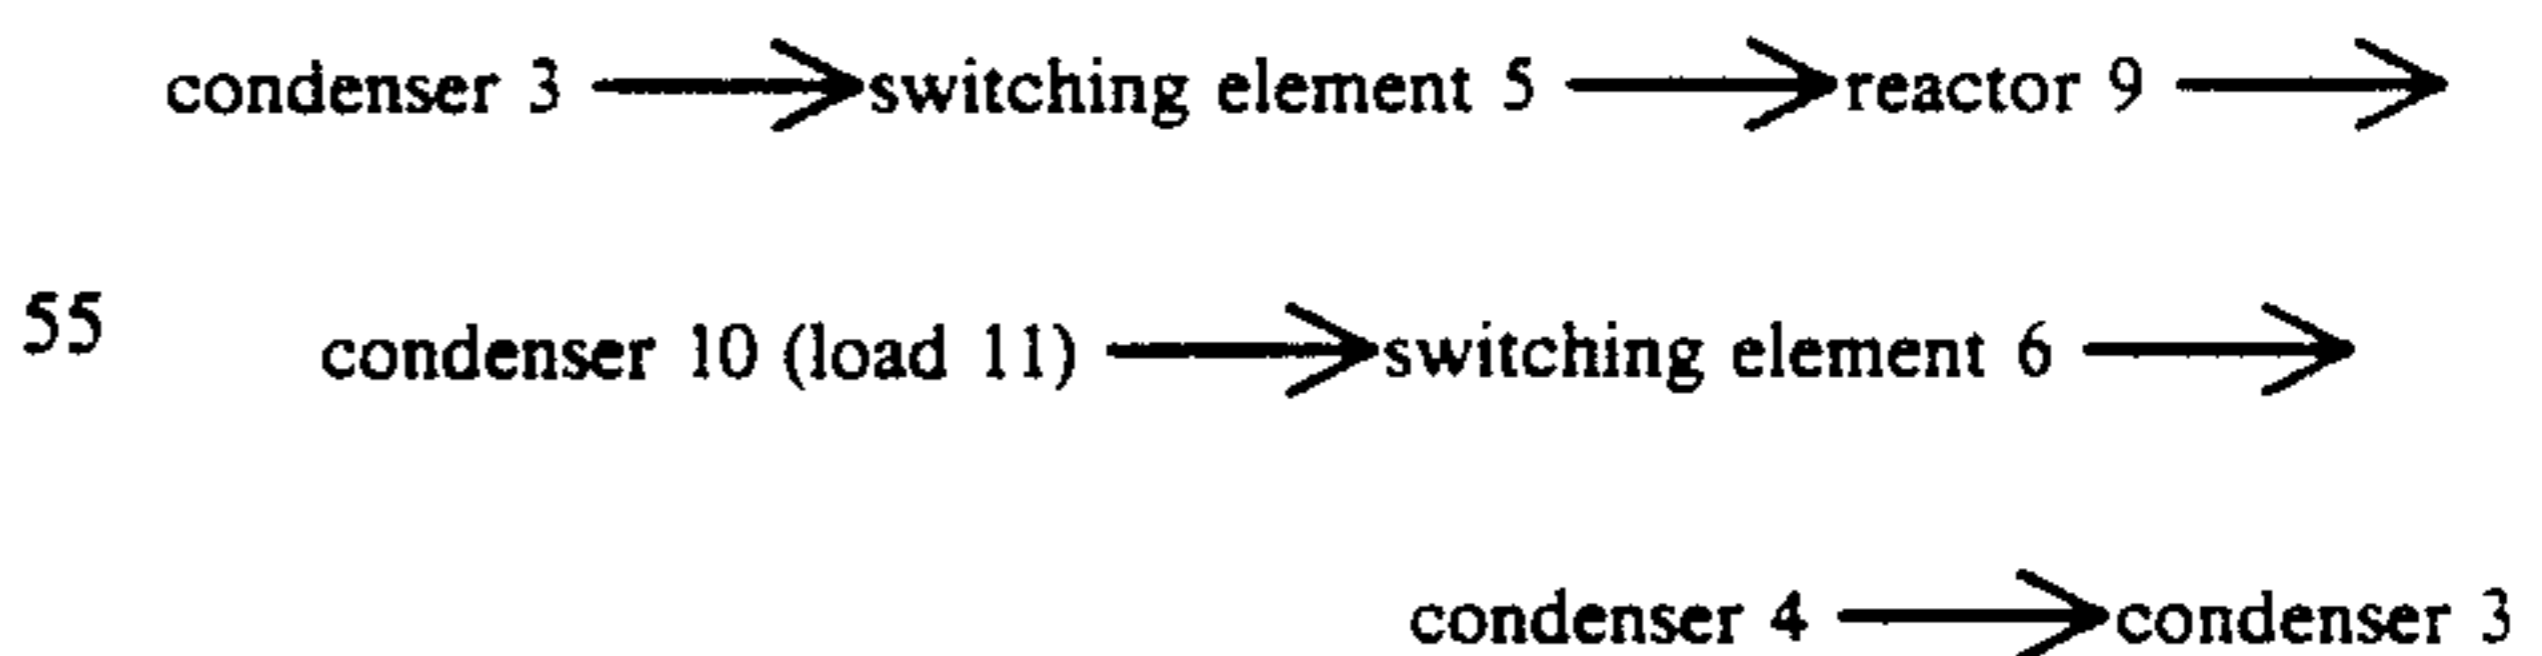 condenser 3 → switching element 5 → reactor 9 →
55 condenser 10 (load 11) → switching element 6 →
condenser 4 → condenser 3